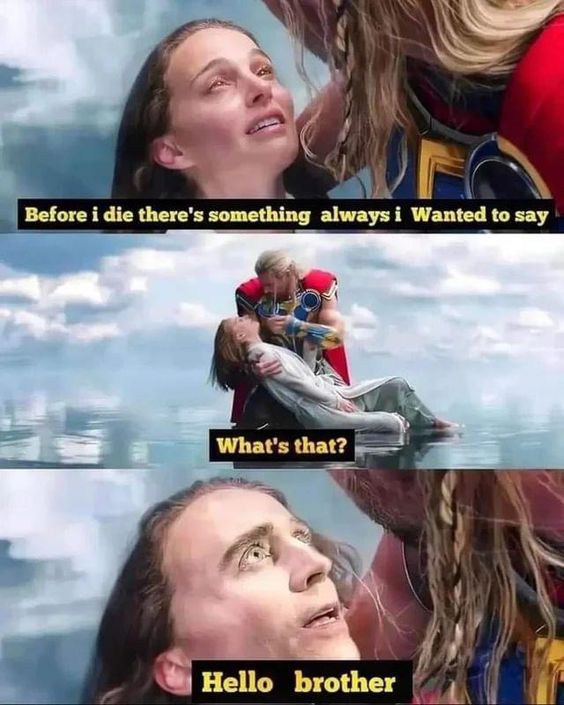 Before i die there's something always i Wanted to say
What's that?
Hello brother